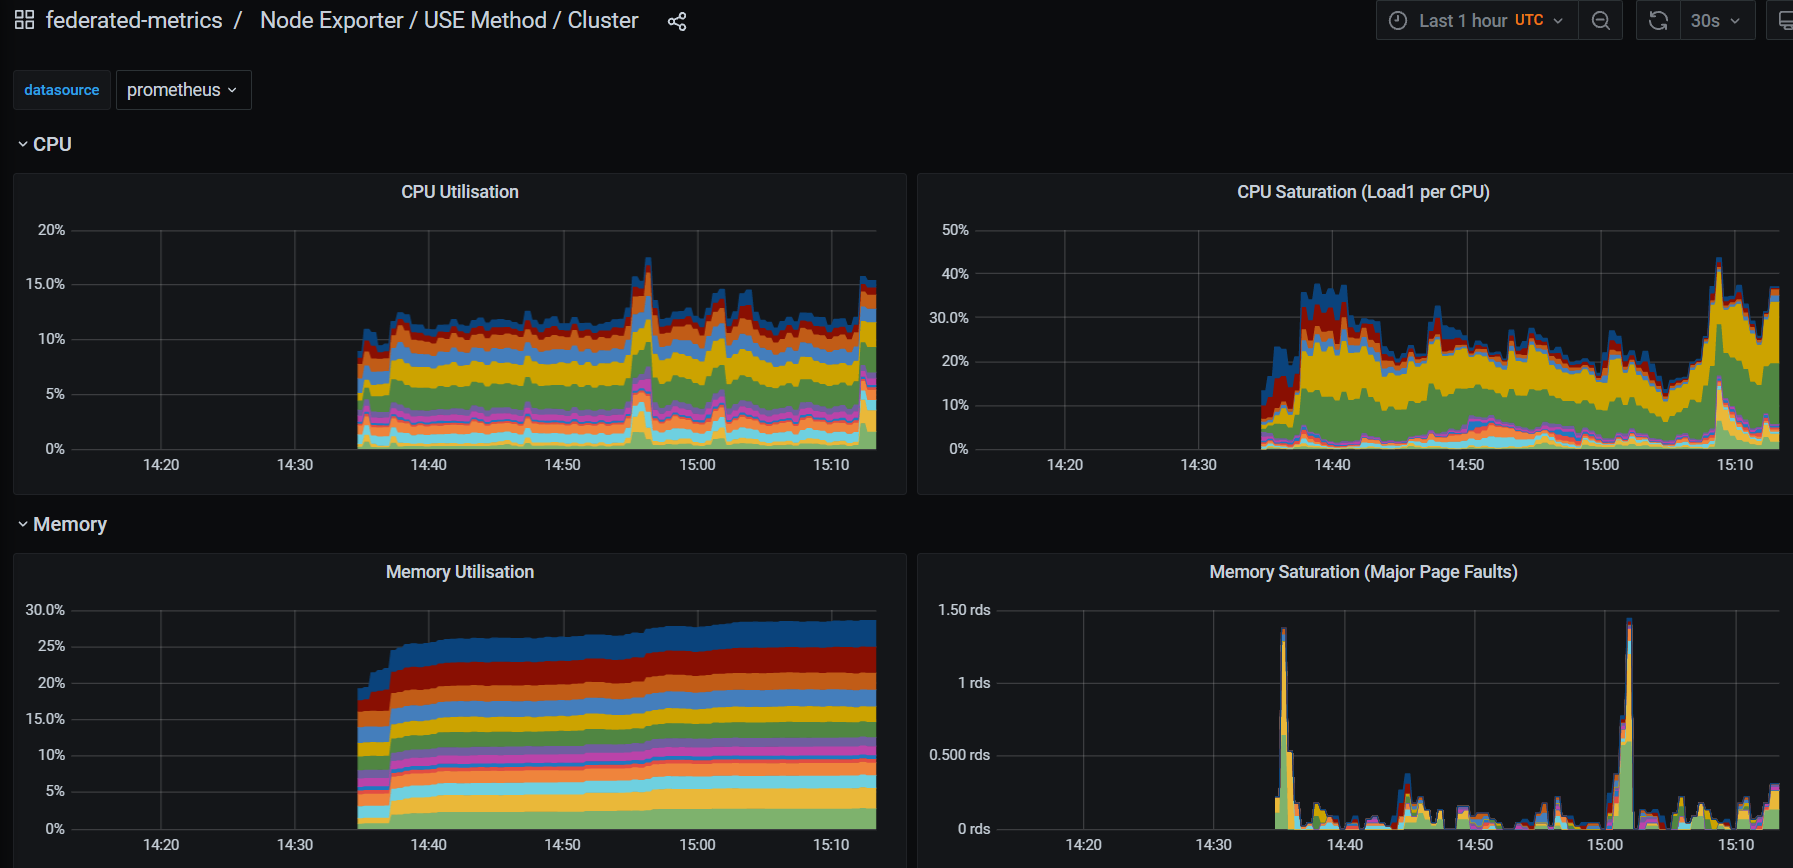 federated-metrics / Node Exporter / USE Method / Cluster
Last 1 hour UTC
30s
datasource
prometheus
CPU
CPU Utilisation
20%
15.0%
10%
5%
0%
14:20 14:30 14:40 14:50 15:00 15:10
CPU Saturation (Load1 per CPU)
50%
40%
30.0%
20%
10%
0%
14:20 14:30 14:40 14:50 15:00 15:10
Memory
Memory Utilisation
30.0%
25%
20%
15.0%
10%
5%
0%
14:20 14:30 14:40 14:50 15:00 15:10
Memory Saturation (Major Page Faults)
1.50 rds
1 rds
0.500 rds
0 rds
14:20 14:30 14:40 14:50 15:00 15:10